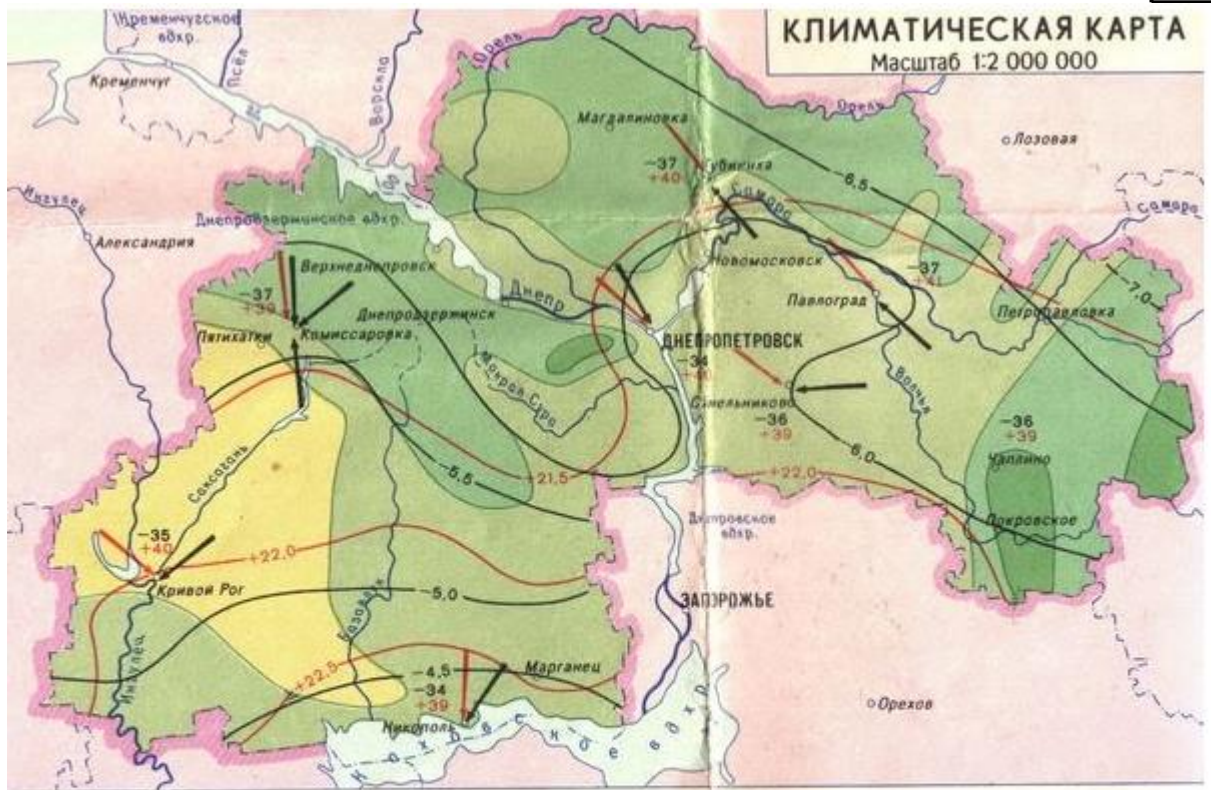 КЛИМАТИЧЕСКАЯ КАРТА
Масштаб 1:2 000 000
Кременчугское
вдхр.
Псёл
Ворскла
Орель
Кременчуг
Магдалиновка
Орель
Лозовая
-37
+40
Губиниха
-6,5
Самара
Самара
Ингулец
Александрия
Днепродзержинское вдхр.
Верхнеднепровск
Новомосковск
-37
+41
-7,0
-37
+39
Днепр
Павлоград
Петропавловка
Днепродзержинск
Пятихатки
Комиссаровка
ДНЕПРОПЕТРОВСК
-34
Мокрая Сура
Синельниково
-36
+39
Волчья
-36
+39
Чаплино
-6,0
+22,0
-5,5
+21,5
Саксагань
Днепровское
вдхр.
Покровское
-35
+40
+22,0
Кривой Рог
-5,0
ЗАПОРОЖЬЕ
Базавлук
Ингулец
+22,5
-4,5
-34
+39
Марганец
Никополь
Орехов
Каховское вдхр.